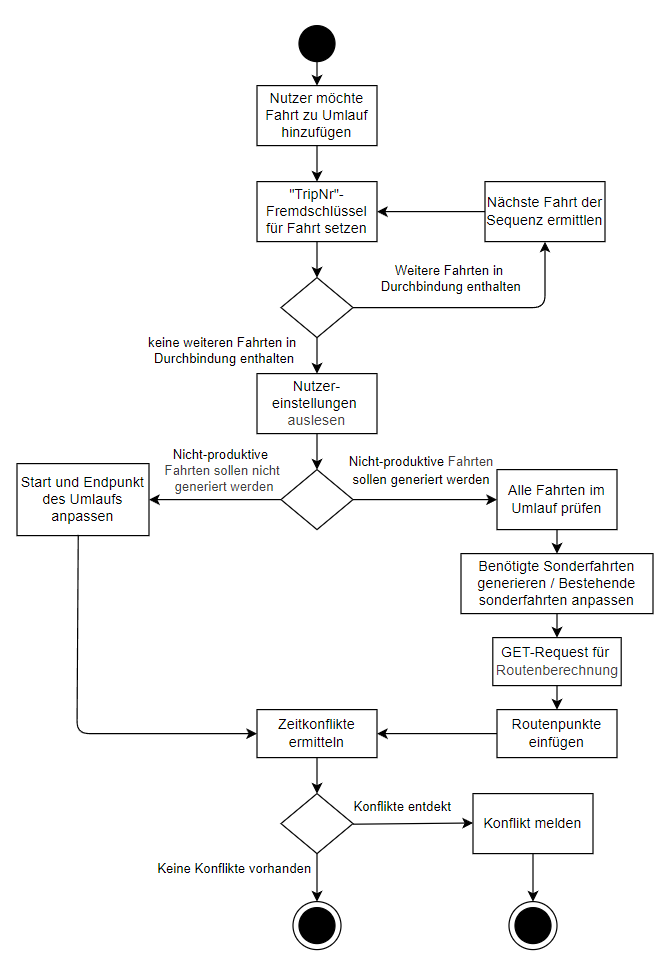 Nutzer möchte
Fahrt zu Umlauf
hinzufügen
"TripNr"-
Fremdschlüssel
für Fahrt setzen
Nächste Fahrt der
Sequenz ermittlen
Weitere Fahrten in
Durchbindung enthalten
keine weiteren Fahrten in
Durchbindung enthalten
Nutzer-
einstellungen
auslesen
Nicht-produktive
Fahrten sollen nicht
generiert werden
Nicht-produktive Fahrten
sollen generiert werden
Start und Endpunkt
des Umlaufs
anpassen
Alle Fahrten im
Umlauf prüfen
Benötigte Sonderfahrten
generieren / Bestehende
sonderfahrten anpassen
GET-Request für
Routenberechnung
Zeitkonflikte
ermitteln
Routenpunkte
einfügen
Konflikte entdekt
Konflikt melden
Keine Konflikte vorhanden